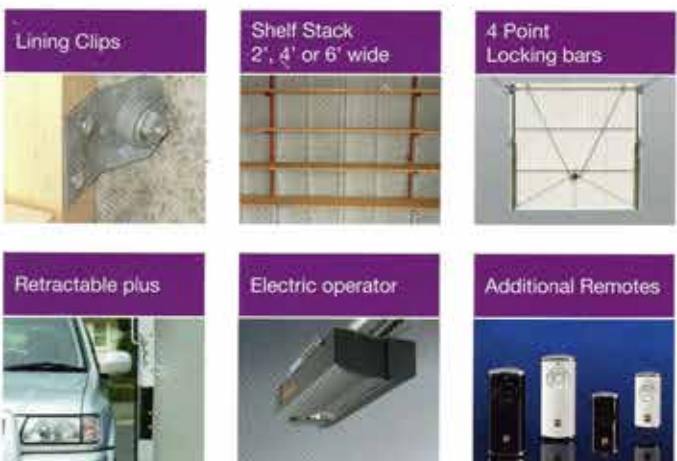 Lining Clips
Shelf Stack
2', 4' or 6' wide
4 Point
Locking bars
Retractable plus
Electric operator
Additional Remotes